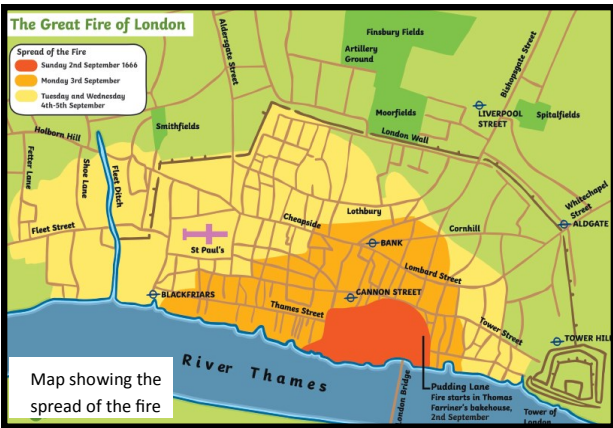 The Great Fire of London
Spread of the Fire
Sunday 2nd September 1666
Monday 3rd September
Tuesday and Wednesday
4th-5th September
Aldersgate Street
Finsbury Fields
Artillery
Ground
Bishopsgate Street
Moorfields
LIVERPOOL
STREET
Spitalfields
Smithfields
London Wall
Holborn Hill
Fetter Lane
Shoe Lane
Fleet Ditch
Whitechapel
Street
ALDGATE
Fleet Street
St Paul's
Cheapside
Lothbury
Cornhill
BANK
Lombard Street
BLACKFRIARS
CANNON STREET
Thames Street
Tower Street
TOWER HILL
River Thames
London Bridge
Pudding Lane
Fire starts in Thomas
Farriner's bakehouse,
2nd September
Tower of
London
Map showing the
spread of the fire